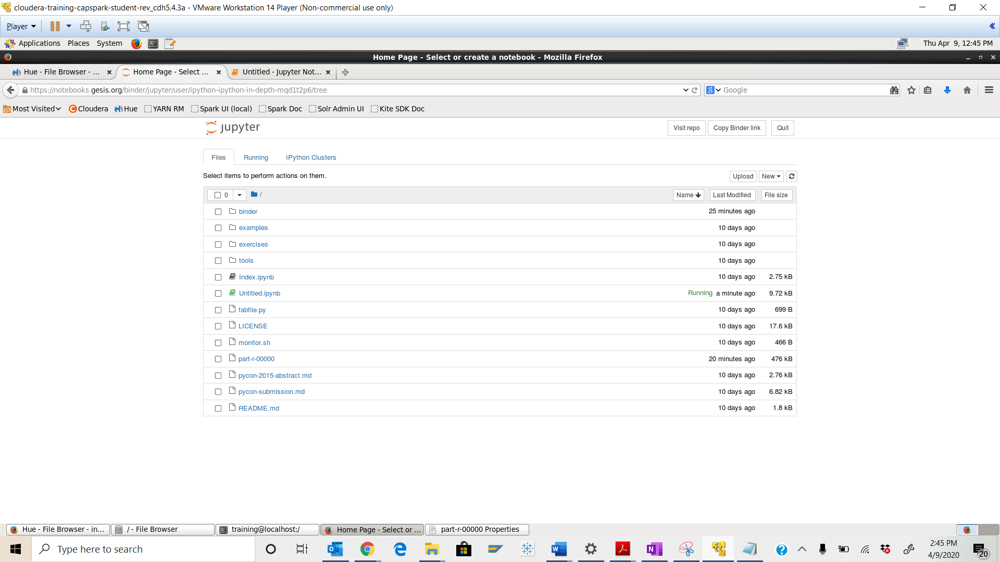 cloudera-training-capspark-student-rev_cdh5.4.3a - VMware Workstation 14 Player (Non-commercial use only)
Player
Applications Places System Thu Apr 9, 12:45 PM
Home Page - Select or create a notebook - Mozilla Firefox
Hue - File Browser - ... Home Page - Select ... Untitled - Jupyter Not...
https://notebooks.gesis.org/binder/jupyter/user/ipython-ipython-in-depth-mqd1t2p6/tree Google
Most Visited Cloudera Hue YARN RM Spark UI (local) Spark Doc Solr Admin UI Kite SDK Doc
jupyter Visit repo Copy Binder link Quit
Files Running IPython Clusters
Select items to perform actions on them. Upload New
0 / Name Last Modified File size
binder 25 minutes ago
examples 10 days ago
exercises 10 days ago
tools 10 days ago
Index.ipynb 10 days ago 2.75 kB
Untitled.ipynb Running a minute ago 9.72 kB
fabfile.py 10 days ago 699 B
LICENSE 10 days ago 17.6 kB
monitor.sh 10 days ago 466 B
part-r-00000 20 minutes ago 476 kB
pycon-2015-abstract.md 10 days ago 2.76 kB
pycon-submission.md 10 days ago 6.82 kB
README.md 10 days ago 1.8 kB
Hue - File Browser - in... / - File Browser training@localhost:/ Home Page - Select or ... part-r-00000 Properties
Type here to search 2:45 PM
4/9/2020 20